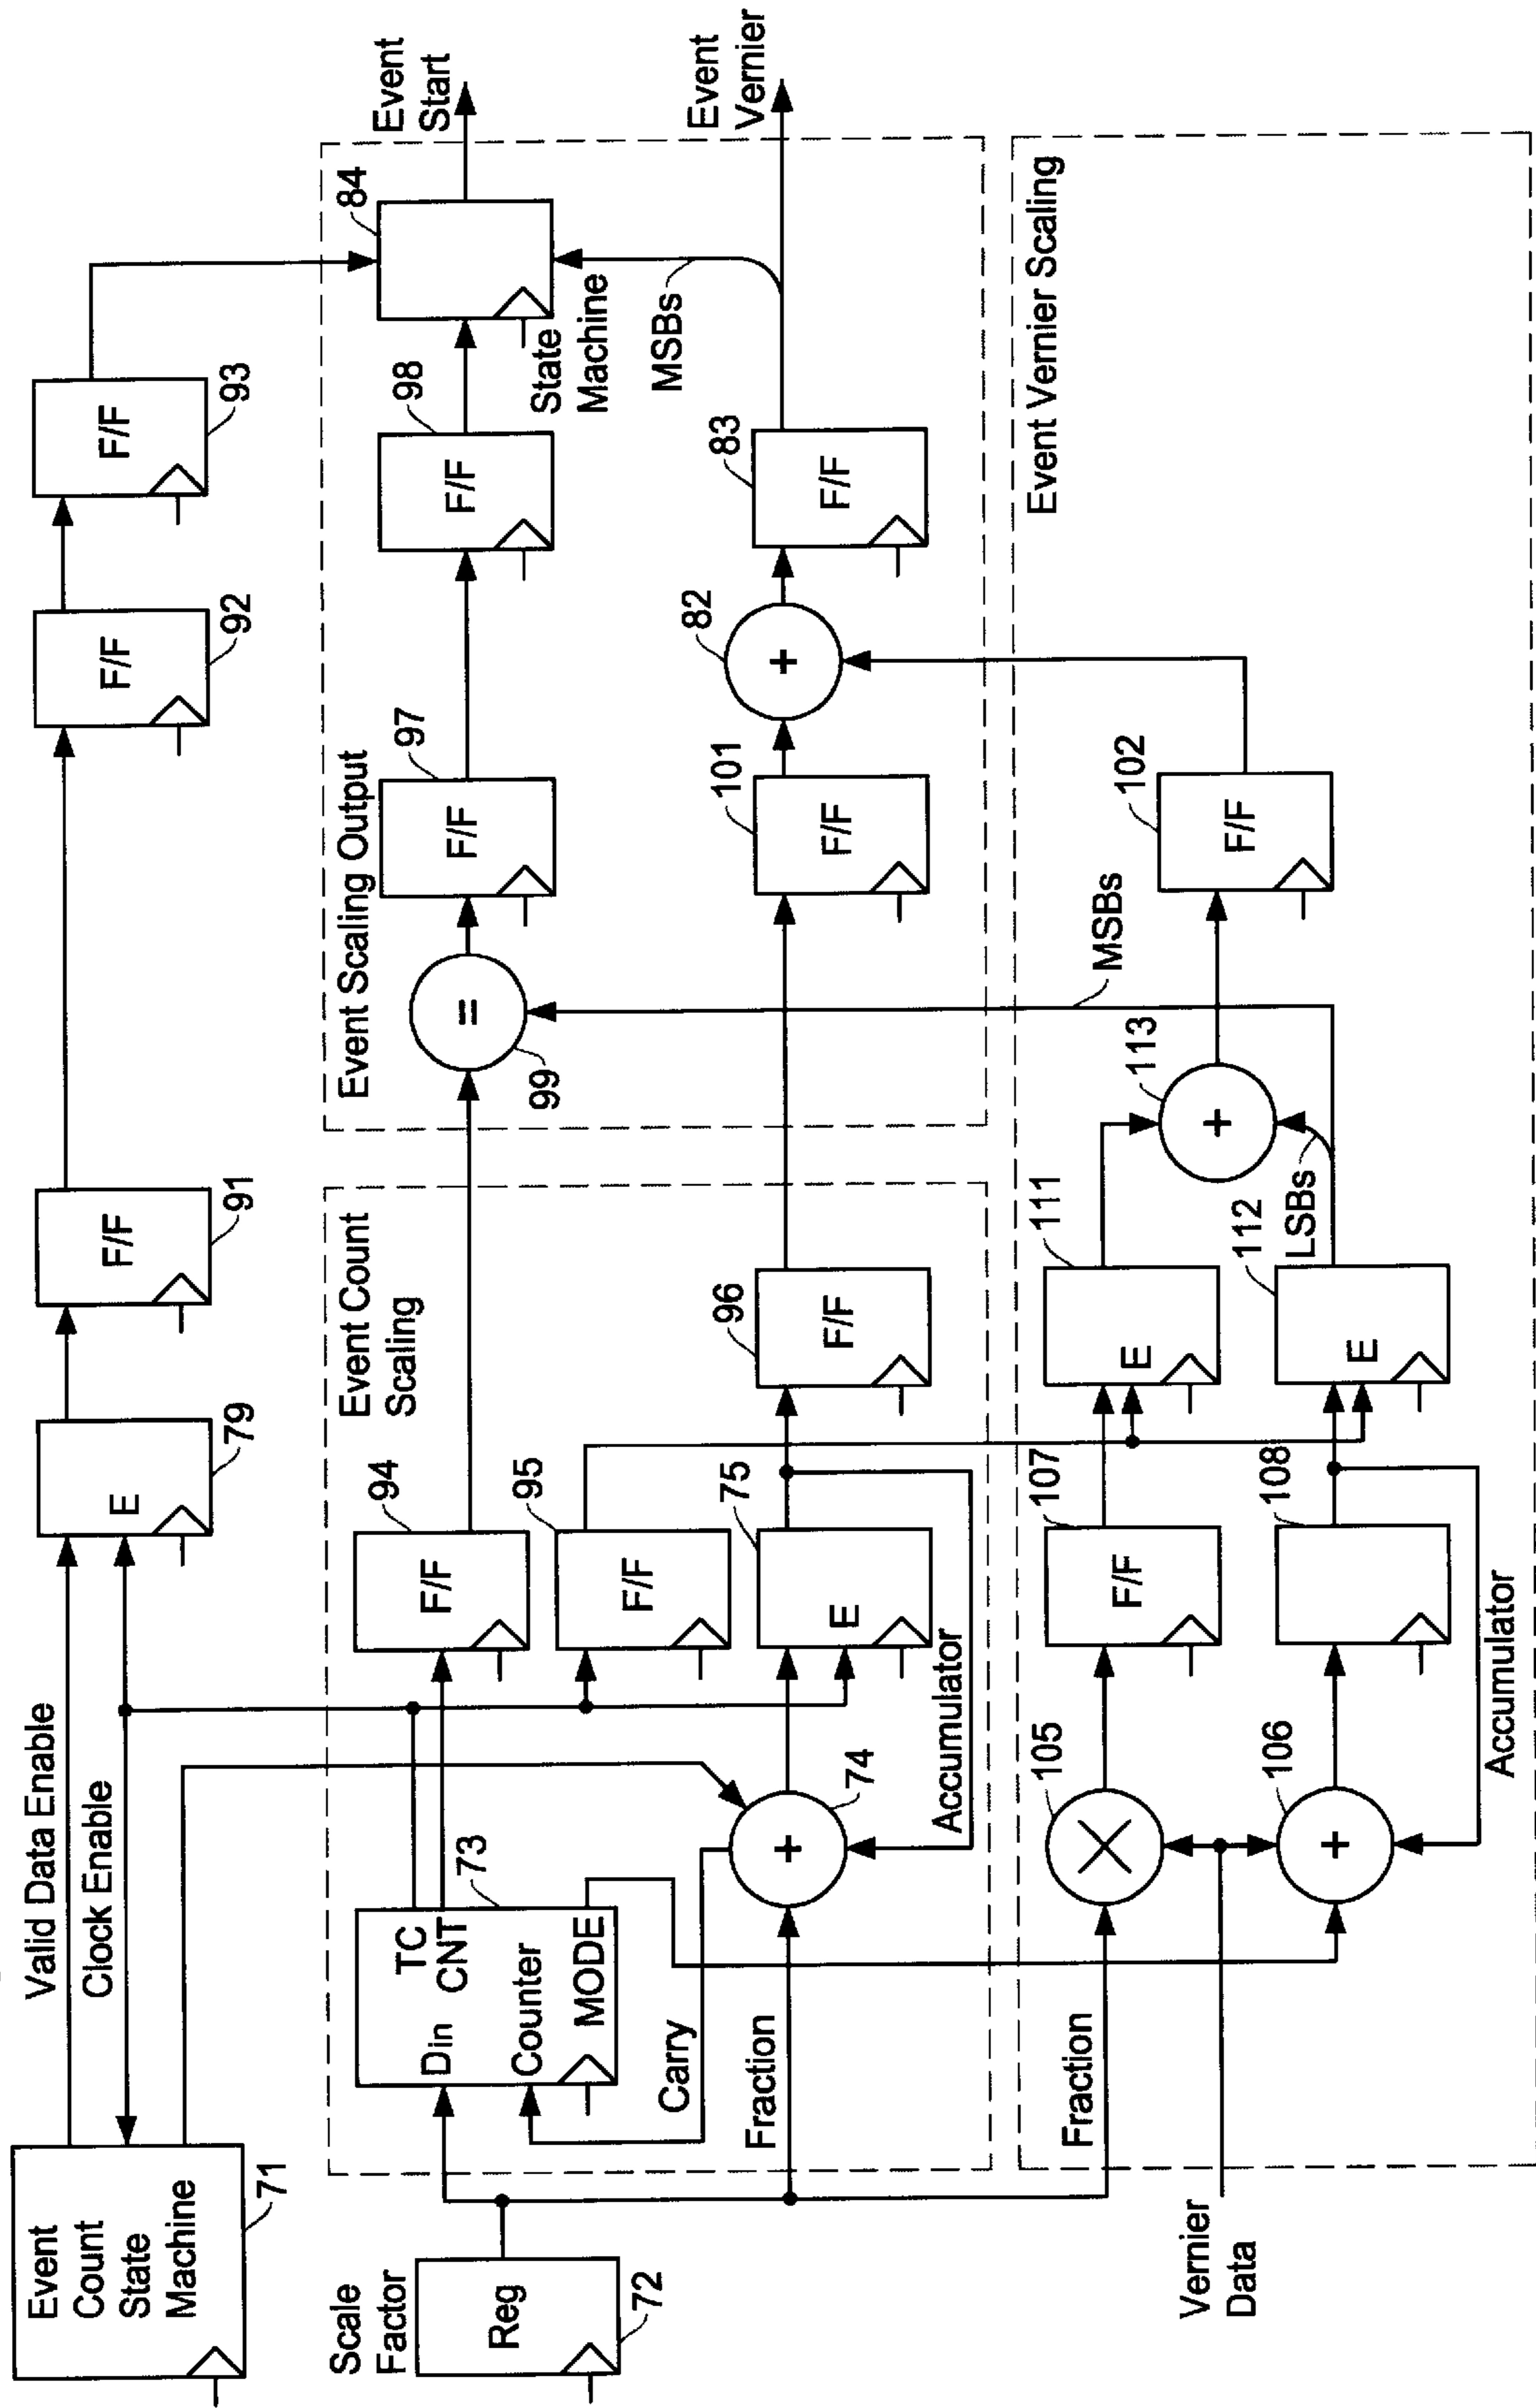 Event
Count
State
Machine
71
Valid Data Enable
Clock Enable
E
79
F/F
91
F/F
92
F/F
93
Scale
Factor
Reg
72
Event Count
Scaling
Din
TC
CNT
Counter
MODE
73
Carry
Fraction
+
74
Accumulator
F/F
94
F/F
95
E
75
F/F
96
Event Scaling Output
=
99
F/F
97
F/F
98
State
Machine
84
Event
Start
F/F
101
+
82
F/F
83
MSBs
Event
Vernier
Event Vernier Scaling
Vernier
Data
Fraction
105
+
106
Accumulator
F/F
107
108
E
111
E
112
LSBs
+
113
MSBs
F/F
102